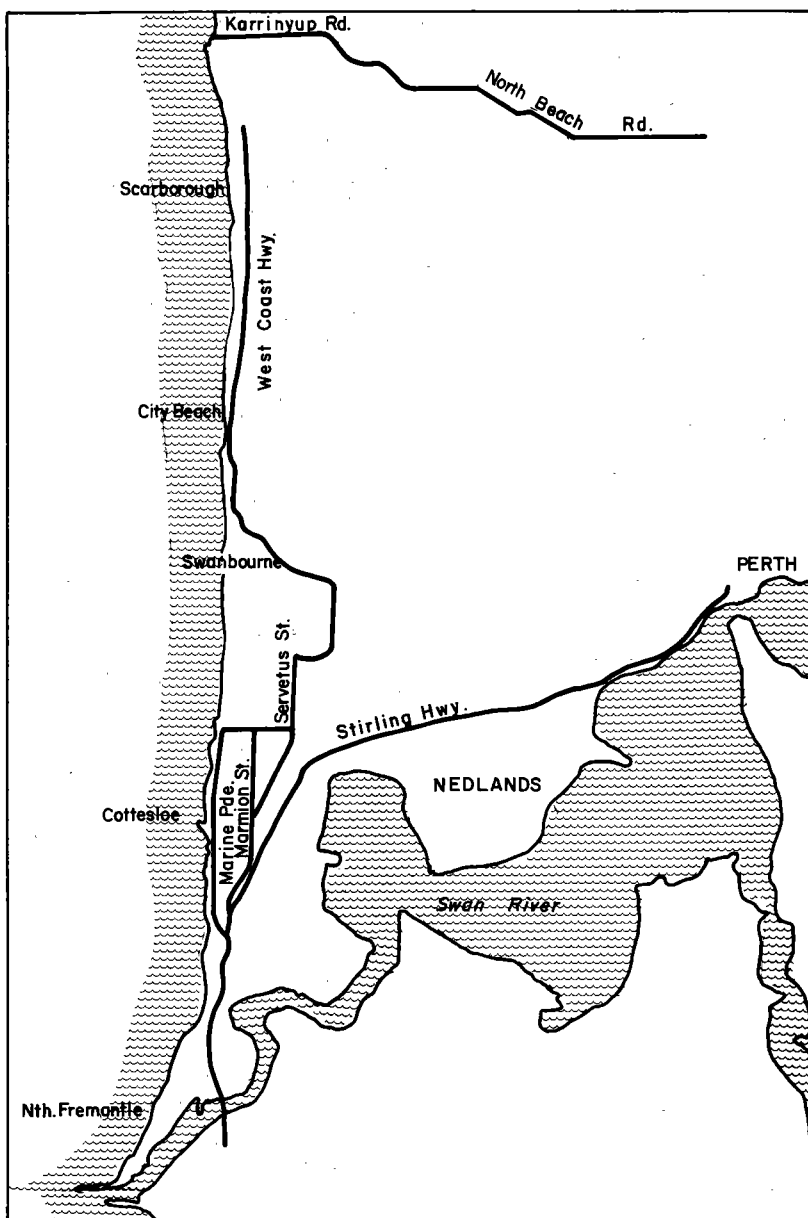 Karrinyup Rd.
North Beach Rd.
Scarborough
West Coast Hwy.
City Beach
Swanbourne
PERTH
Servetus St.
Stirling Hwy.
NEDLANDS
Marine Pde.
Marmion St.
Cottesloe
Swan River
Nth. Fremantle